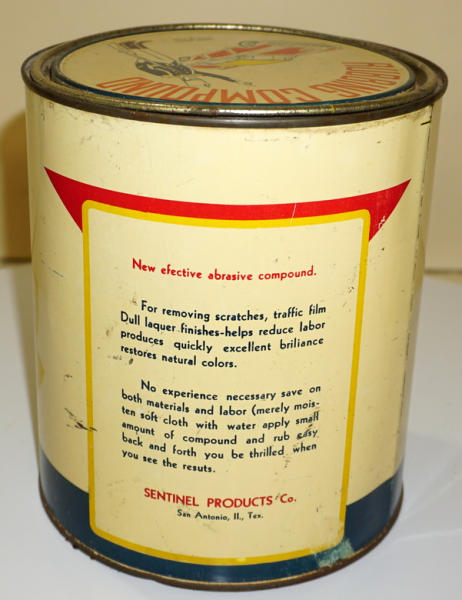 RUBBING COMPOUND
New efective abrasive compound.
For removing scratches, traffic film
Dull laquer finishes-helps reduce labor
produces quickly excellent briliance
restores natural colors.
No experience necessary save on
both materials and labor (merely mois-
ten soft cloth with water apply small
amount of compound and rub easy
back and forth you be thrilled when
you see the resuts.
SENTINEL PRODUCTS Co.
San Antonio, II., Tex.